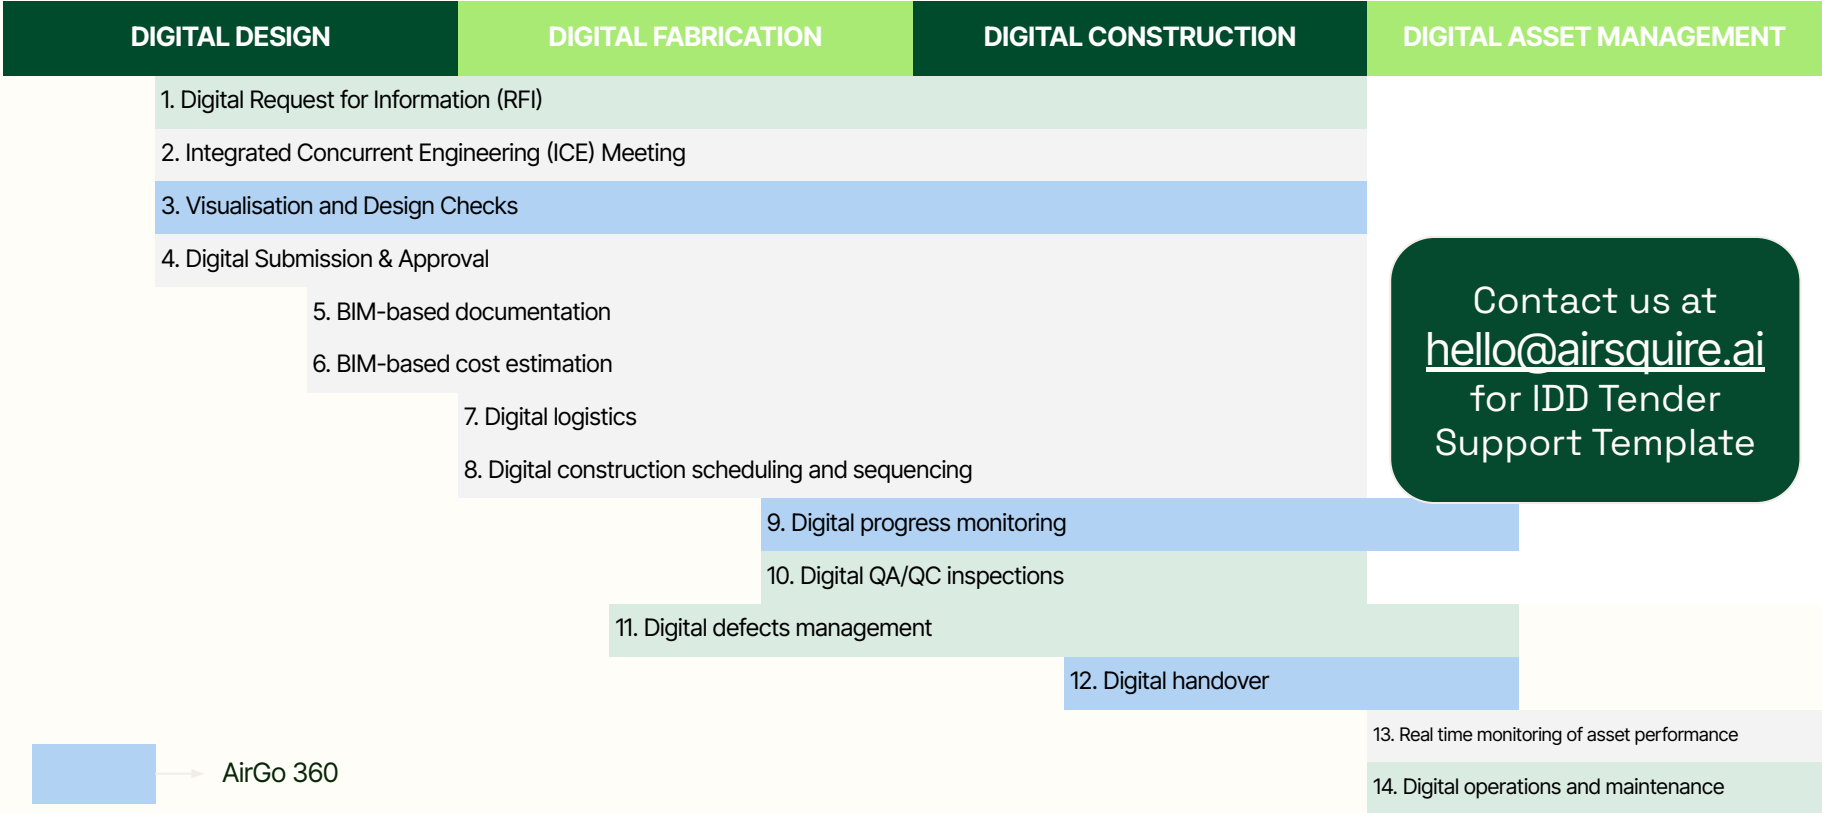 DIGITAL DESIGN
DIGITAL FABRICATION
DIGITAL CONSTRUCTION
DIGITAL ASSET MANAGEMENT
1. Digital Request for Information (RFI)
2. Integrated Concurrent Engineering (ICE) Meeting
3. Visualisation and Design Checks
4. Digital Submission & Approval
5. BIM-based documentation
6. BIM-based cost estimation
7. Digital logistics
8. Digital construction scheduling and sequencing
Contact us at
hello@airsquire.ai
for IDD Tender
Support Template
9. Digital progress monitoring
10. Digital QA/QC inspections
11. Digital defects management
12. Digital handover
13. Real time monitoring of asset performance
14. Digital operations and maintenance
AirGo 360